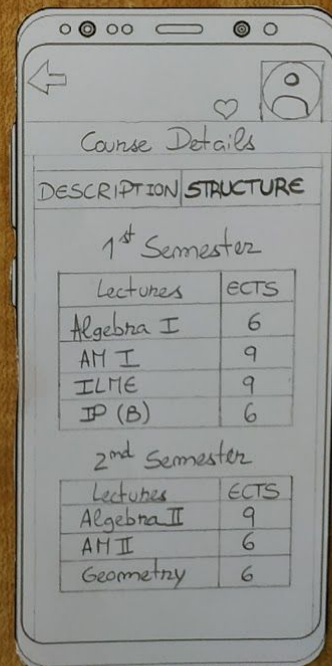 Course Details
DESCRIPTION STRUCTURE
1st Semester
Lectures ECTS
Algebra I 6
AM I 9
ILME 9
IP (B) 6
2nd Semester
Lectures ECTS
Algebra II 9
AM II 6
Geometry 6